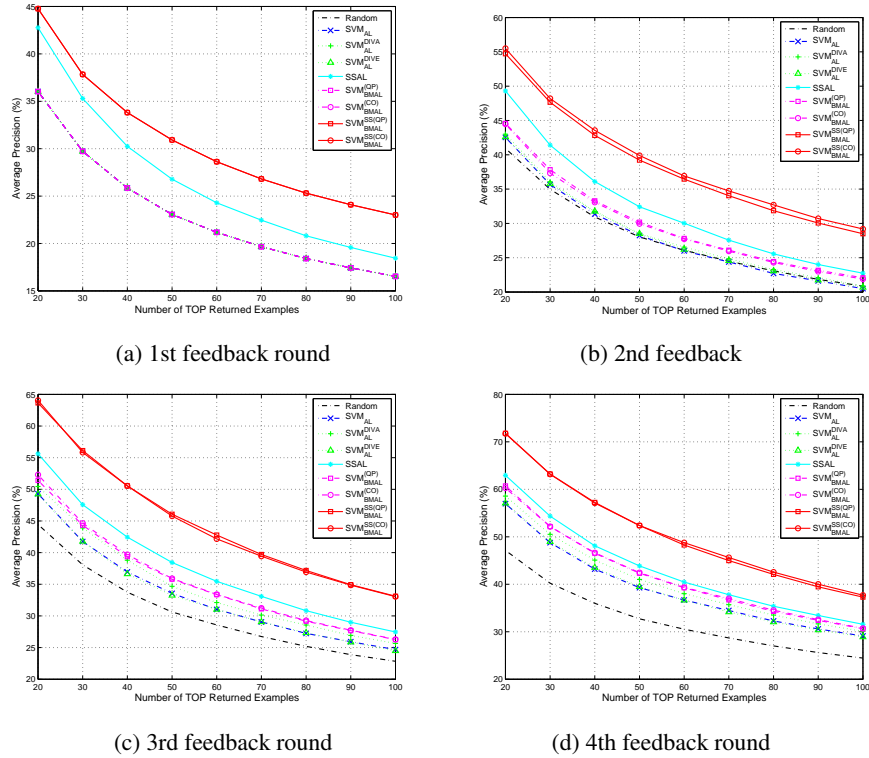 45
40
35
30
25
20
15
20 30 40 50 60 70 80 90 100
Average Precision (%)
Number of TOP Returned Examples
Random
SVM_AL
SVM_AL^DIVA
SVM_AL^DIVE
SSAL
SVM_BMAL^(QP)
SVM_BMAL^(CO)
SVM_BMAL^SS(QP)
SVM_BMAL^SS(CO)
(a) 1st feedback round
60
55
50
45
40
35
30
25
20
20 30 40 50 60 70 80 90 100
Average Precision (%)
Number of TOP Returned Examples
Random
SVM_AL
SVM_AL^DIVA
SVM_AL^DIVE
SSAL
SVM_BMAL^(QP)
SVM_BMAL^(CO)
SVM_BMAL^SS(QP)
SVM_BMAL^SS(CO)
(b) 2nd feedback
65
60
55
50
45
40
35
30
25
20
20 30 40 50 60 70 80 90 100
Average Precision (%)
Number of TOP Returned Examples
Random
SVM_AL
SVM_AL^DIVA
SVM_AL^DIVE
SSAL
SVM_BMAL^(QP)
SVM_BMAL^(CO)
SVM_BMAL^SS(QP)
SVM_BMAL^SS(CO)
(c) 3rd feedback round
80
70
60
50
40
30
20
20 30 40 50 60 70 80 90 100
Average Precision (%)
Number of TOP Returned Examples
Random
SVM_AL
SVM_AL^DIVA
SVM_AL^DIVE
SSAL
SVM_BMAL^(QP)
SVM_BMAL^(CO)
SVM_BMAL^SS(QP)
SVM_BMAL^SS(CO)
(d) 4th feedback round